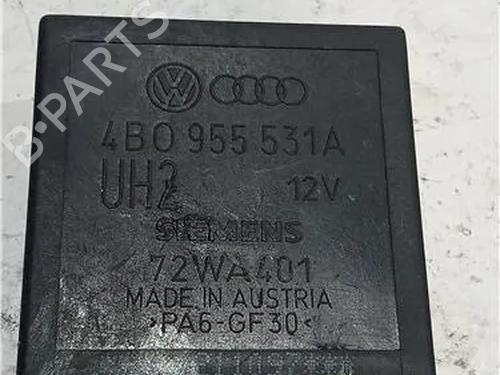 4B0 955 531A
UH2 12V
SIEMENS
72WA401
MADE IN AUSTRIA
>PA6-GF30<
B-PARTS